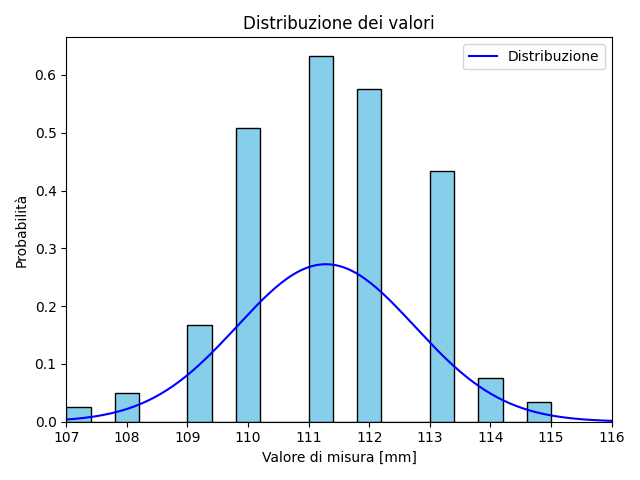 Distribuzione dei valori
Distribuzione
0.6
0.5
0.4
0.3
0.2
0.1
0.0
Probabilità
107 108 109 110 111 112 113 114 115 116
Valore di misura [mm]